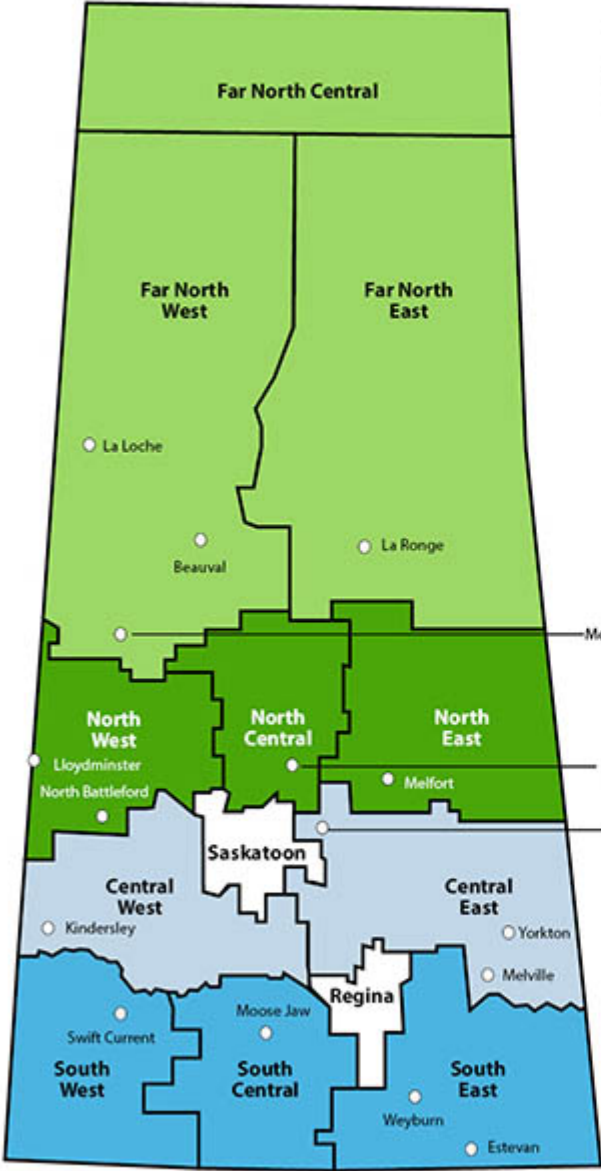 Far North Central
Far North
West
Far North
East
La Loche
Beauval
La Ronge
North
West
North
Central
North
East
Lloydminster
North Battleford
Melfort
Saskatoon
Central
West
Central
East
Kindersley
Yorkton
Melville
Regina
Moose Jaw
Swift Current
South
West
South
Central
South
East
Weyburn
Estevan